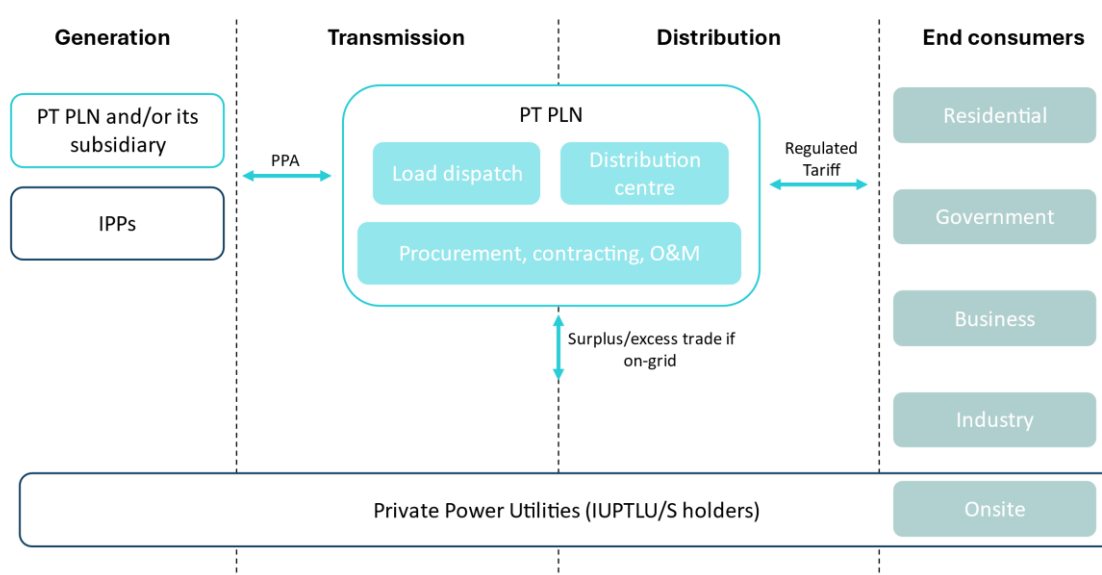 Generation
Transmission
Distribution
End consumers
PT PLN and/or its
subsidiary
IPPs
PPA
PT PLN
Load dispatch
Distribution
centre
Procurement, contracting, O&M
Regulated
Tariff
Surplus/excess trade if
on-grid
Residential
Government
Business
Industry
Private Power Utilities (IUPTLU/S holders)
Onsite